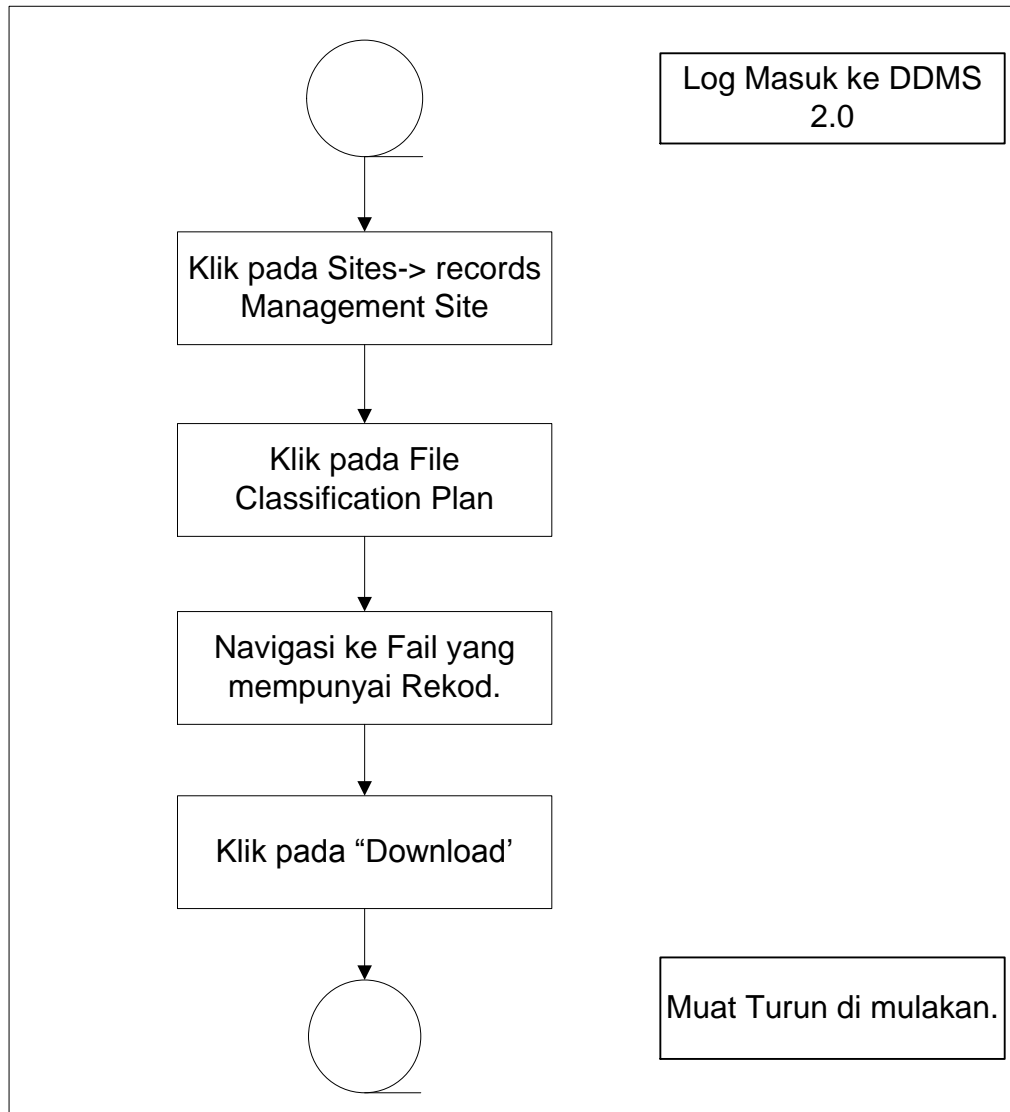 Log Masuk ke DDMS
2.0
Klik pada Sites-> records
Management Site
Klik pada File
Classification Plan
Navigasi ke Fail yang
mempunyai Rekod.
Klik pada “Download’
Muat Turun di mulakan.